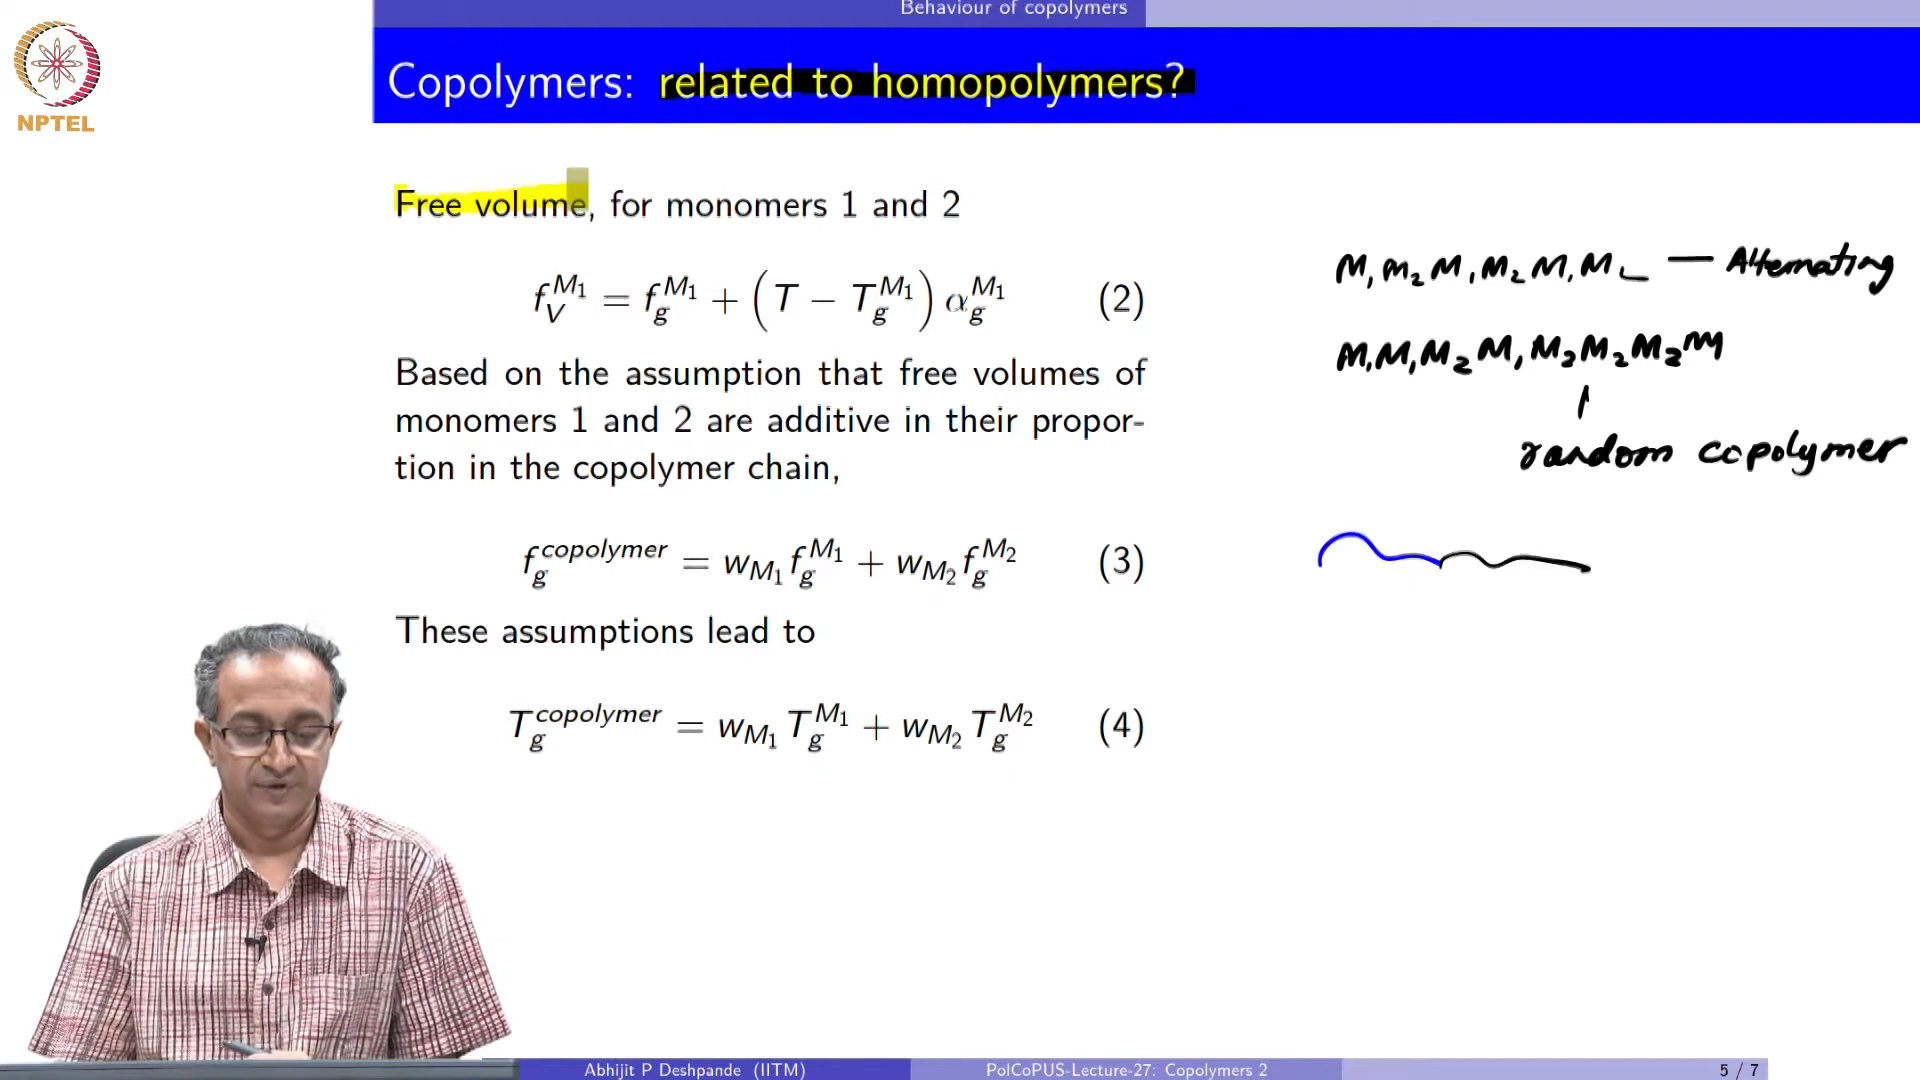 Behaviour of copolymers
NPTEL
Copolymers: related to homopolymers?
Free volume, for monomers 1 and 2
f_V^{M_1} = f_g^{M_1} + (T − T_g^{M_1}) α_g^{M_1} (2)
Based on the assumption that free volumes of
monomers 1 and 2 are additive in their propor-
tion in the copolymer chain,
f_g^{copolymer} = w_{M_1} f_g^{M_1} + w_{M_2} f_g^{M_2} (3)
These assumptions lead to
T_g^{copolymer} = w_{M_1} T_g^{M_1} + w_{M_2} T_g^{M_2} (4)
M₁M₂M₁M₂M₁M₂ — Alternating
M₁M₁M₂M₁M₂M₂M₂M₁
random copolymer
Abhijit P Deshpande (IITM) PolCoPUS-Lecture-27: Copolymers 2 5 / 7